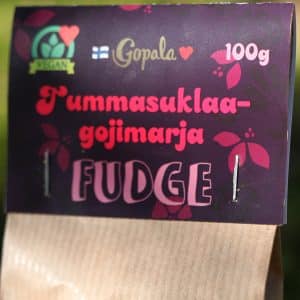 VEGAN
Gopala
100g
Tummasuklaa-
gojimarja
FUDGE